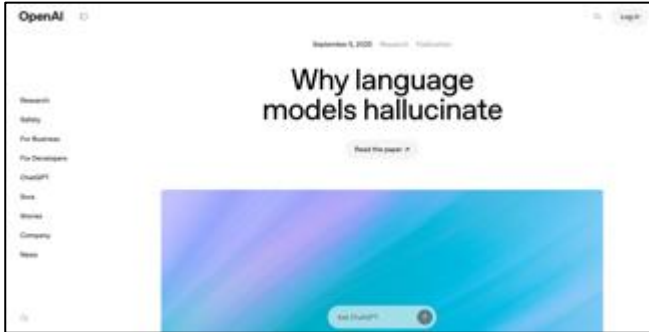 OpenAI
Log in
September 5, 2025 Research Publication
Why language
models hallucinate
Read the paper ↗
Research
Safety
For Business
For Developers
ChatGPT
Sora
Stories
Company
News
Ask ChatGPT